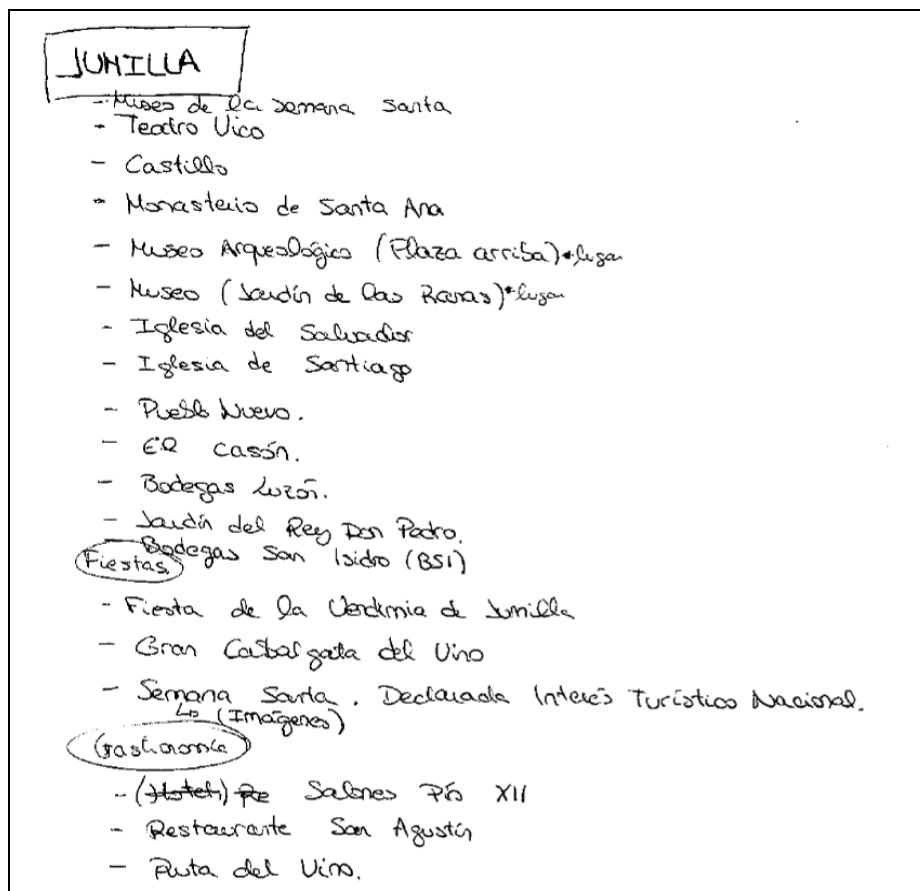 JUMILLA
- Museo de la Semana Santa
- Teatro Vico
- Castillo
- Monasterio de Santa Ana
- Museo Arqueológico (Plaza arriba)*lugar
- Museo (Jardín de las Ranas)*lugar
- Iglesia del Salvador
- Iglesia de Santiago
- Pueblo Nuevo.
- El Casón.
- Bodegas Luzón.
- Jardín del Rey Don Pedro.
- Bodegas San Isidro (BSI)
Fiestas
- Fiesta de la Vendimia de Jumilla
- Gran Cabalgata del Vino
- Semana Santa. Declarada Interés Turístico Nacional.
↳ (Imágenes)
Gastronomía
- (Hotel) Salones Pío XII
- Restaurante San Agustín
- Ruta del Vino.